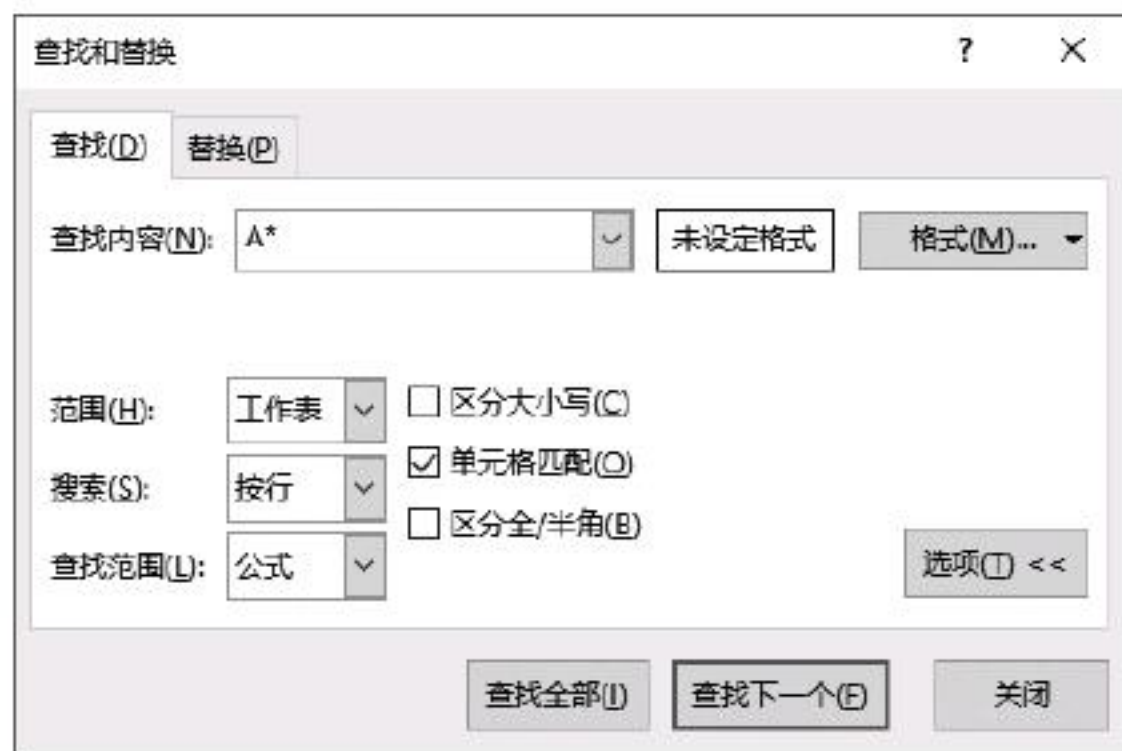 查找和替换 ?
查找(D) 替换(P)
查找内容(N): A* 未设定格式 格式(M)...
范围(H): 工作表 区分大小写(C)
搜索(S): 按行 单元格匹配(O)
区分全/半角(B)
查找范围(L): 公式 选项(T) <<
查找全部(I) 查找下一个(F) 关闭